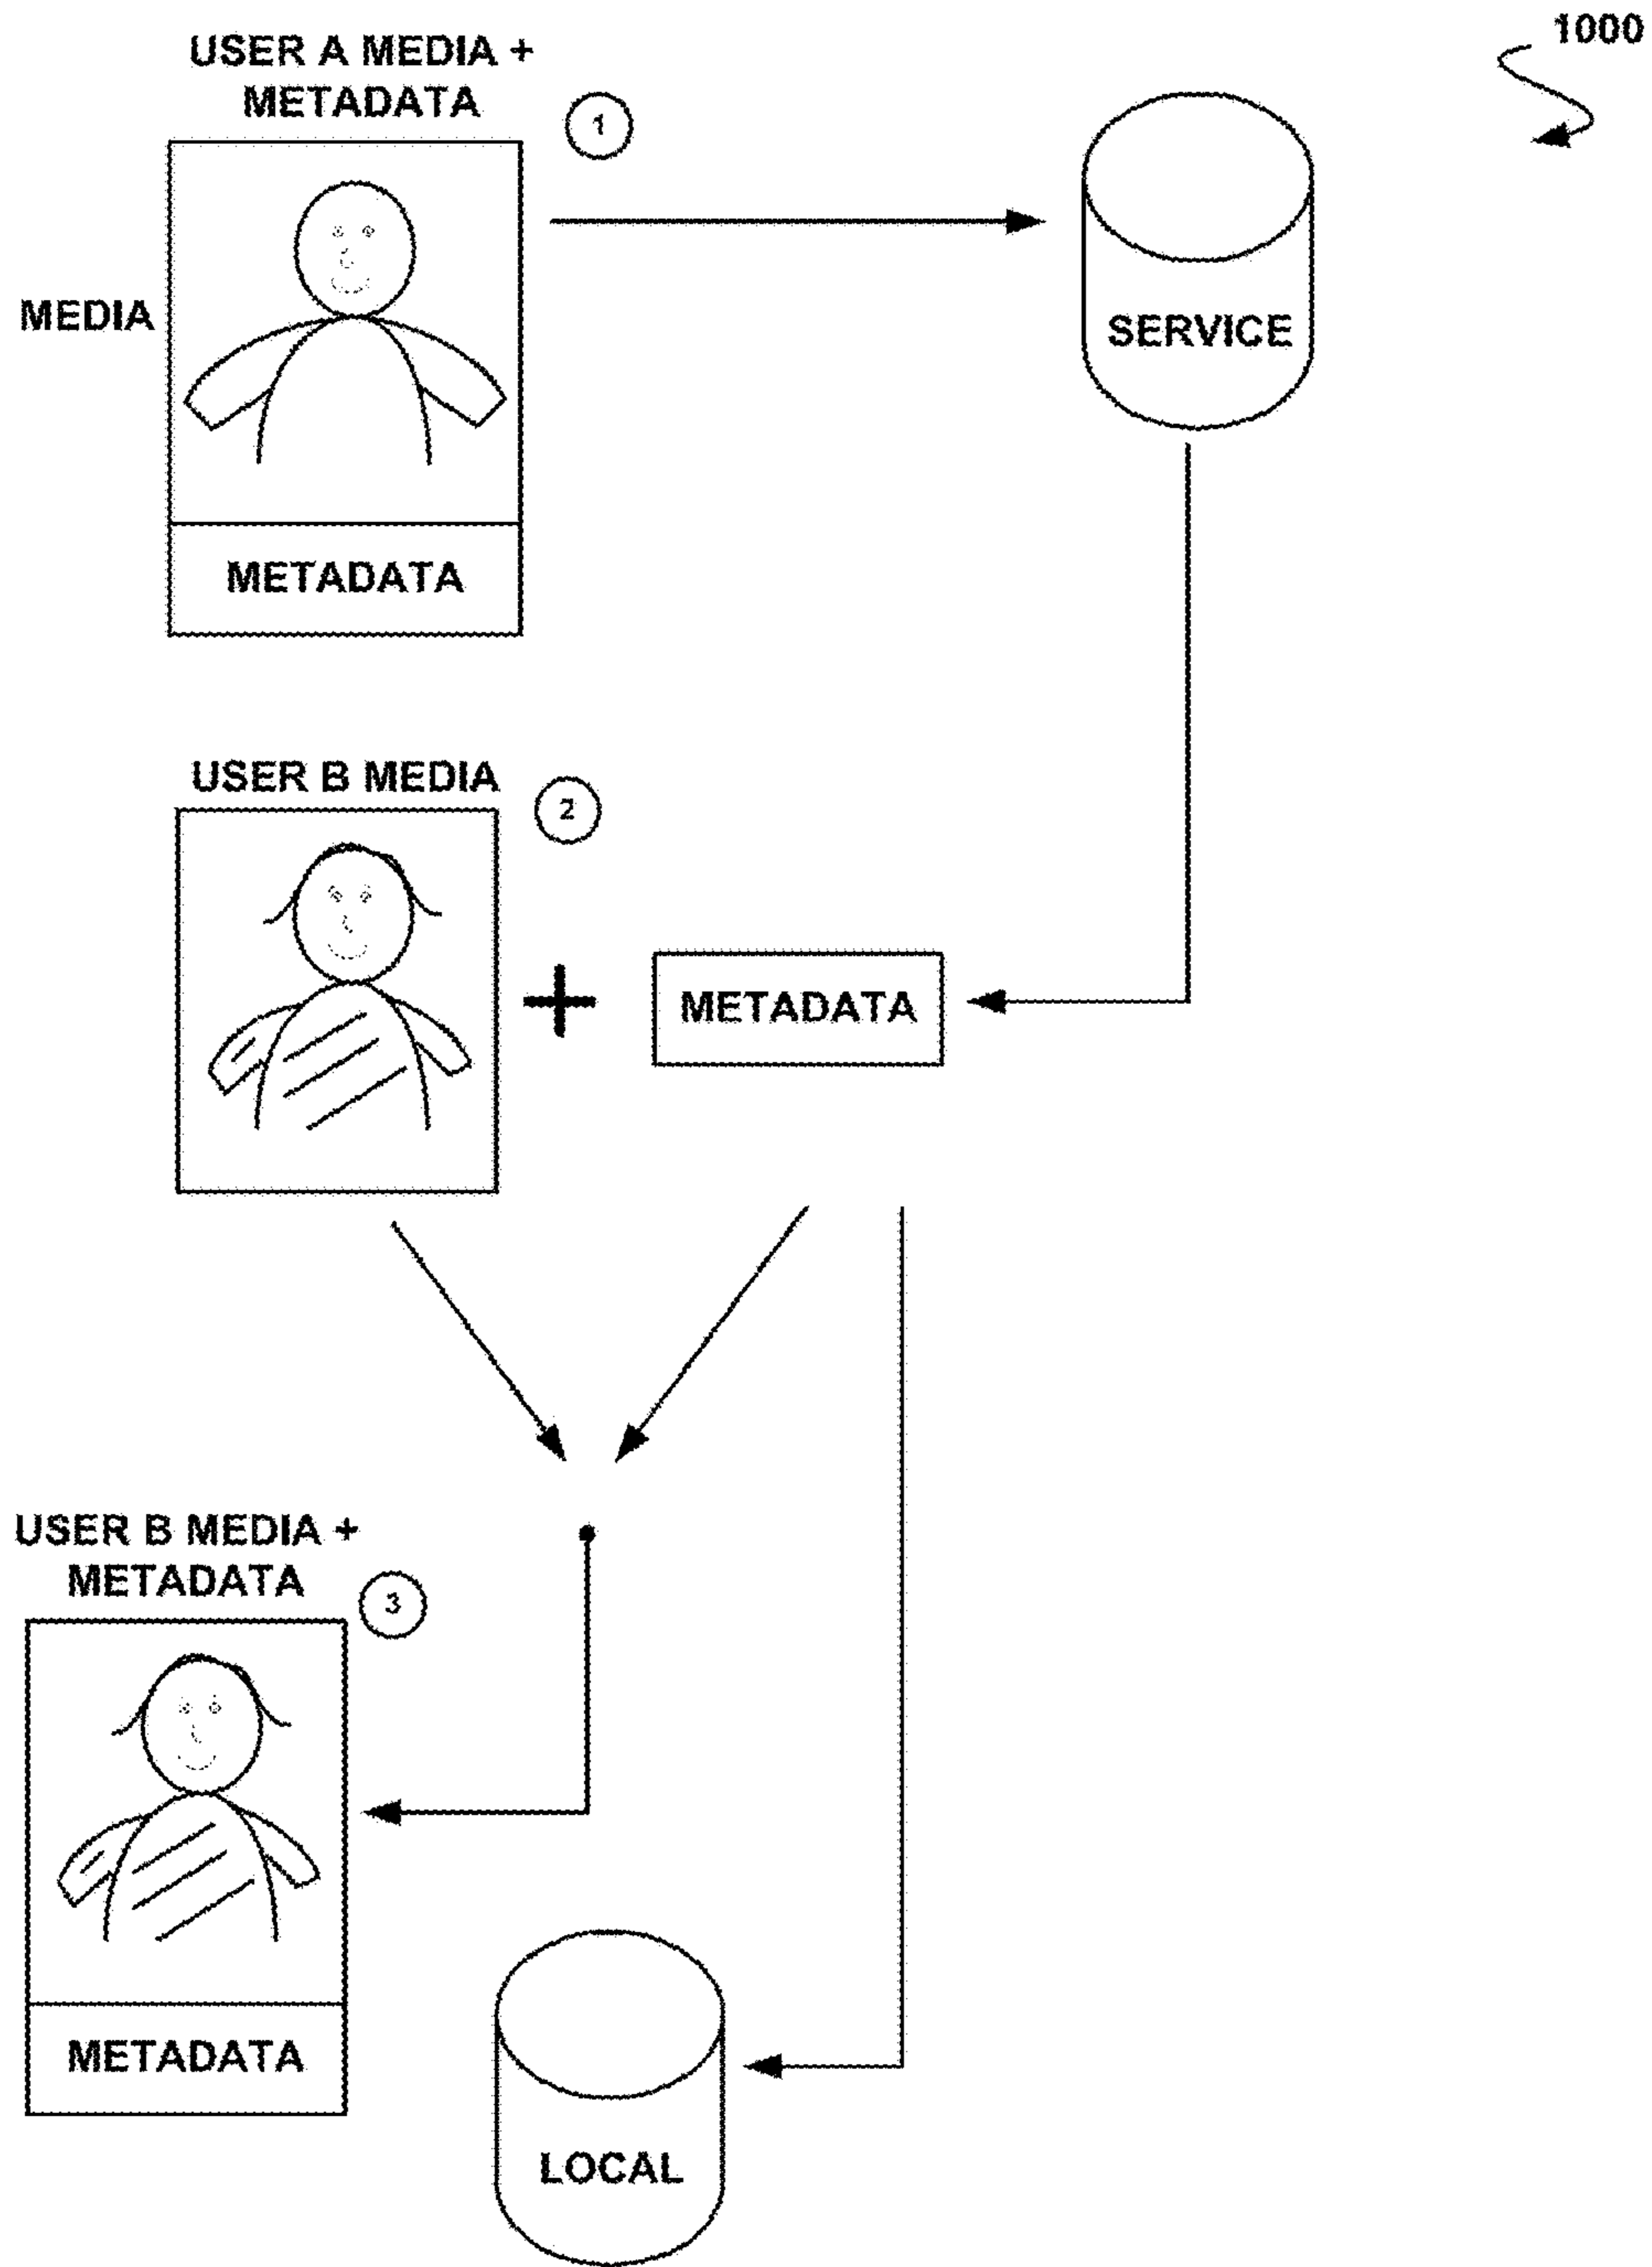 1000
USER A MEDIA +
METADATA
1
MEDIA
SERVICE
METADATA
USER B MEDIA
2
METADATA
USER B MEDIA +
METADATA
3
METADATA
LOCAL